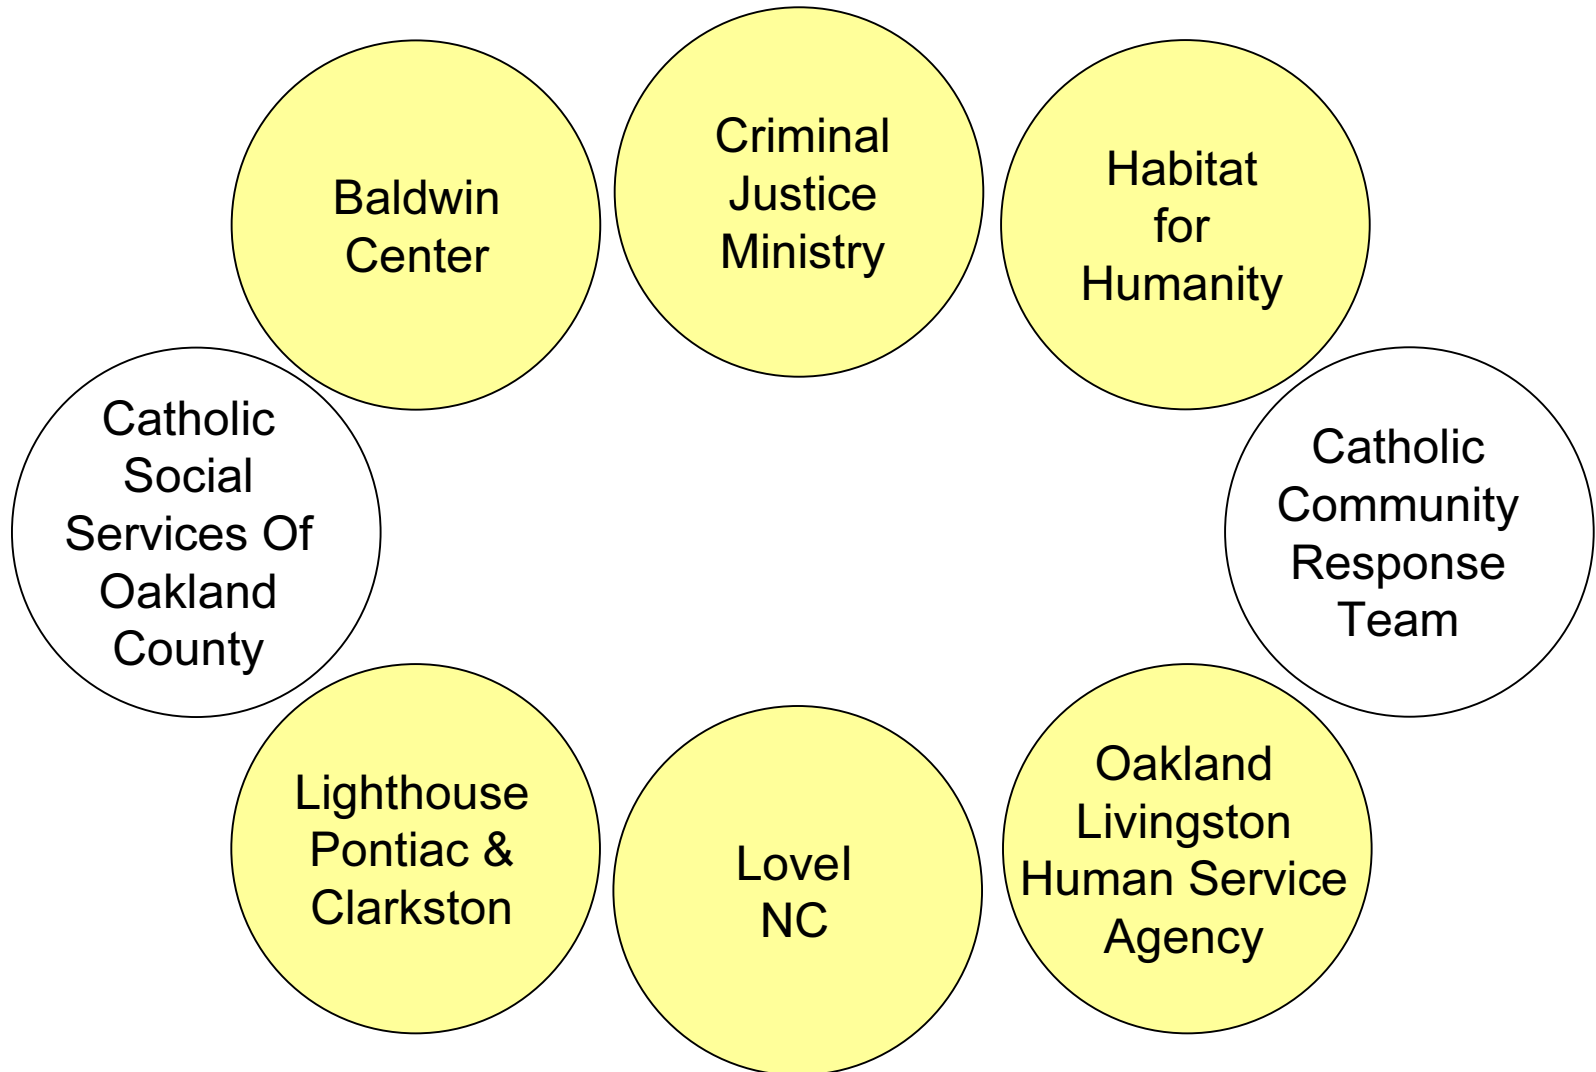 Baldwin
Center
Criminal
Justice
Ministry
Habitat
for
Humanity
Catholic
Social
Services Of
Oakland
County
Catholic
Community
Response
Team
Lighthouse
Pontiac &
Clarkston
LoveI
NC
Oakland
Livingston
Human Service
Agency